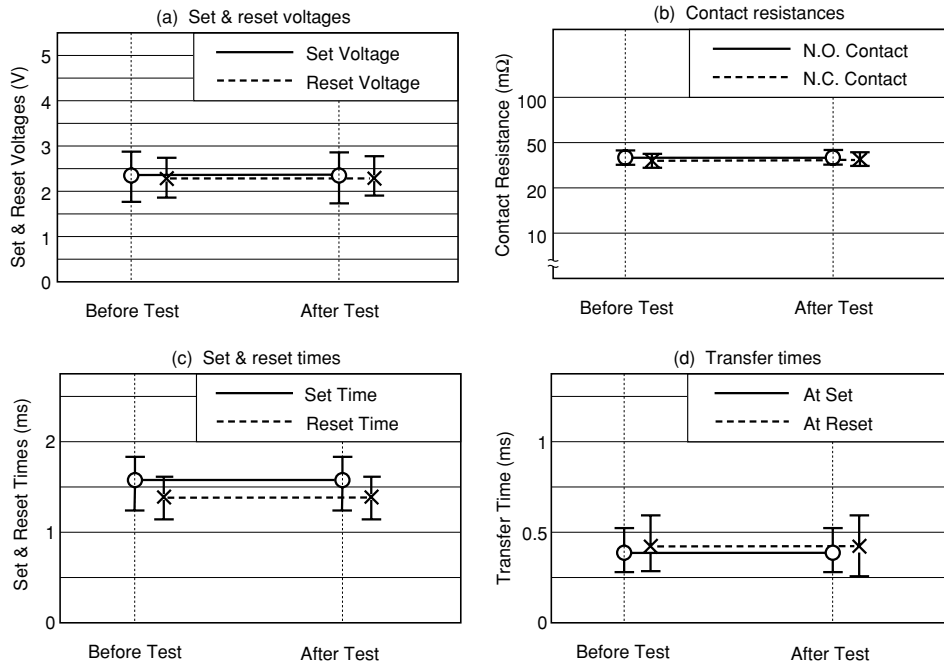 (a) Set & reset voltages
Set & Reset Voltages (V)
5
4
3
2
1
0
Set Voltage
Reset Voltage
Before Test
After Test
(b) Contact resistances
Contact Resistance (mΩ)
100
50
20
10
N.O. Contact
N.C. Contact
Before Test
After Test
(c) Set & reset times
Set & Reset Times (ms)
2
1
0
Set Time
Reset Time
Before Test
After Test
(d) Transfer times
Transfer Time (ms)
1
0.5
0
At Set
At Reset
Before Test
After Test